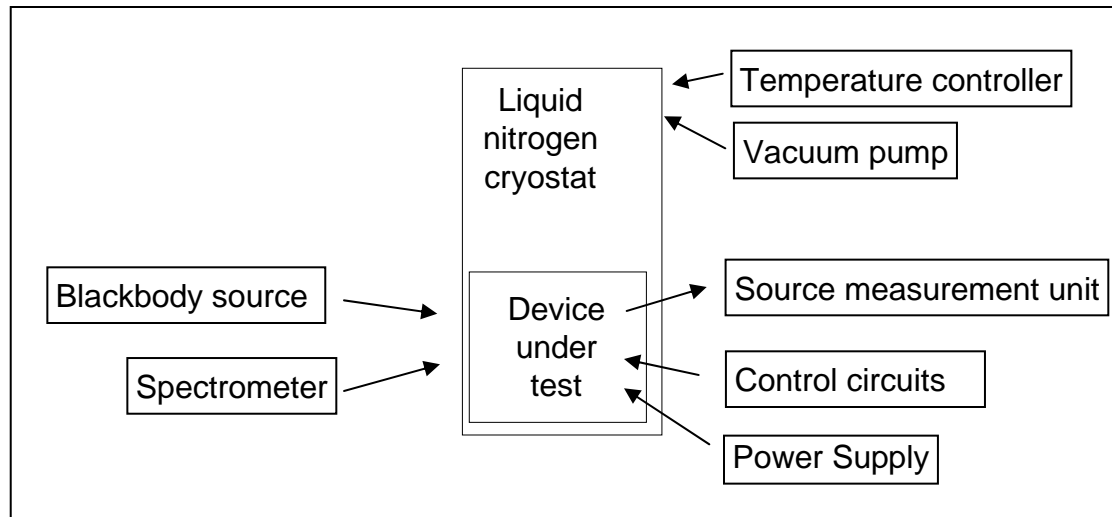 Temperature controller
Liquid
nitrogen
cryostat
Vacuum pump
Blackbody source
Device
under
test
Source measurement unit
Spectrometer
Control circuits
Power Supply